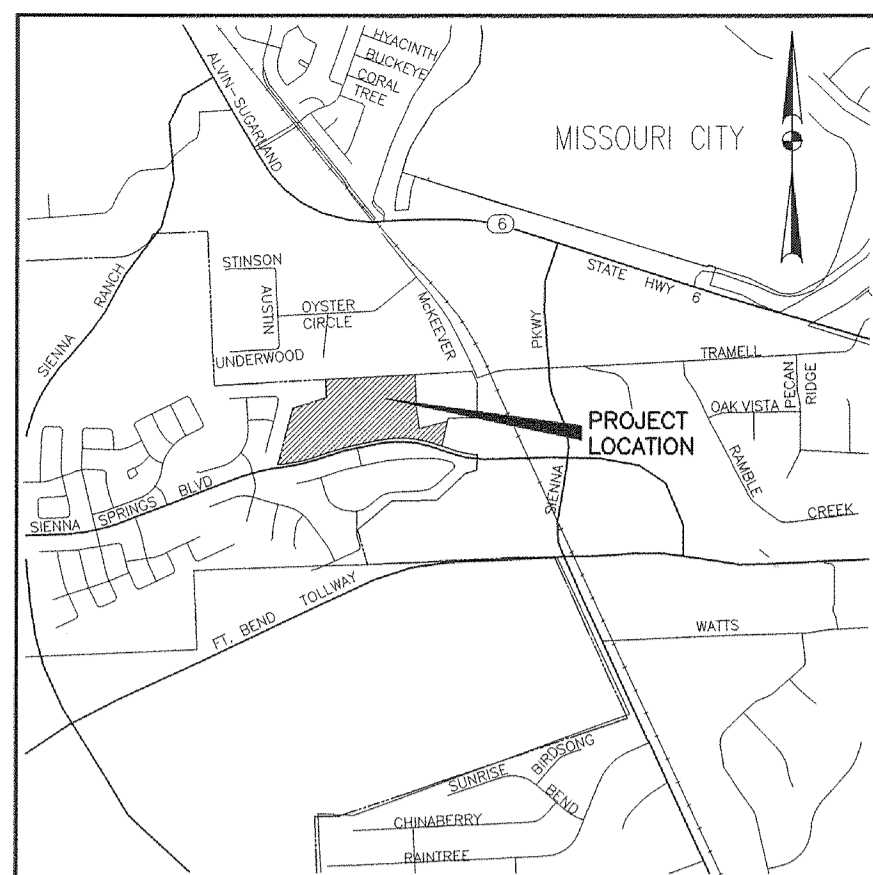 HYACINTH
BUCKEYE
CORAL
TREE
ALVIN-SUGARLAND
MISSOURI CITY
6
STATE HWY 6
SIENNA RANCH
STINSON
AUSTIN
OYSTER
CIRCLE
UNDERWOOD
McKEEVER
SIENNA PKWY
TRAMELL
PECAN
RIDGE
OAK VISTA
RAMBLE
CREEK
PROJECT
LOCATION
SIENNA SPRINGS BLVD
FT. BEND TOLLWAY
WATTS
SUNRISE
BIRDSONG
BEND
CHINABERRY
RAINTREE